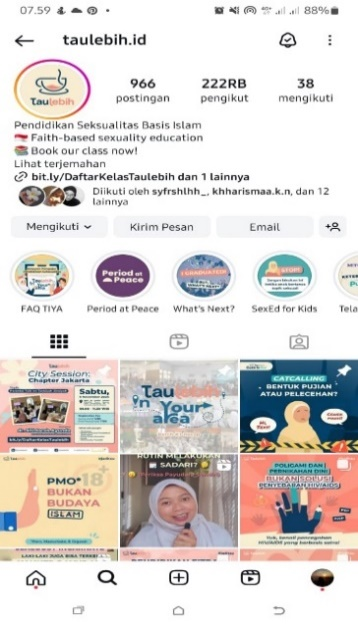 07.59
88%
taulebih.id
Taulebih
966
222RB
38
postingan
pengikut
mengikuti
Pendidikan Seksualitas Basis Islam
Faith-based sexuality education
Book our class now!
Lihat terjemahan
bit.ly/DaftarKelasTaulebih dan 1 lainnya
Diikuti oleh syfrshlhh_, khharismaa.k.n, dan 12
lainnya
Mengikuti
Kirim Pesan
Email
Period at
Peace
FAQ TIYA
Period at Peace
What's Next?
SexEd for Kids
Tela
City Session:
Chapter Jakarta
Sabtu,
bit.ly/DaftarKelasTaulebih
Tau lebih
in Your
area
CATCALLING
BENTUK PUJIAN
ATAU PELECEHAN?
PMO*18
BUKAN
BUDAYA
ISLAM
RUTIN MELAKUKAN
SADARI?
POLIGAMI DAN
PERNIKAHAN DINI
BUKAN SOLUSI
PENYEBARAN HIV/AIDS